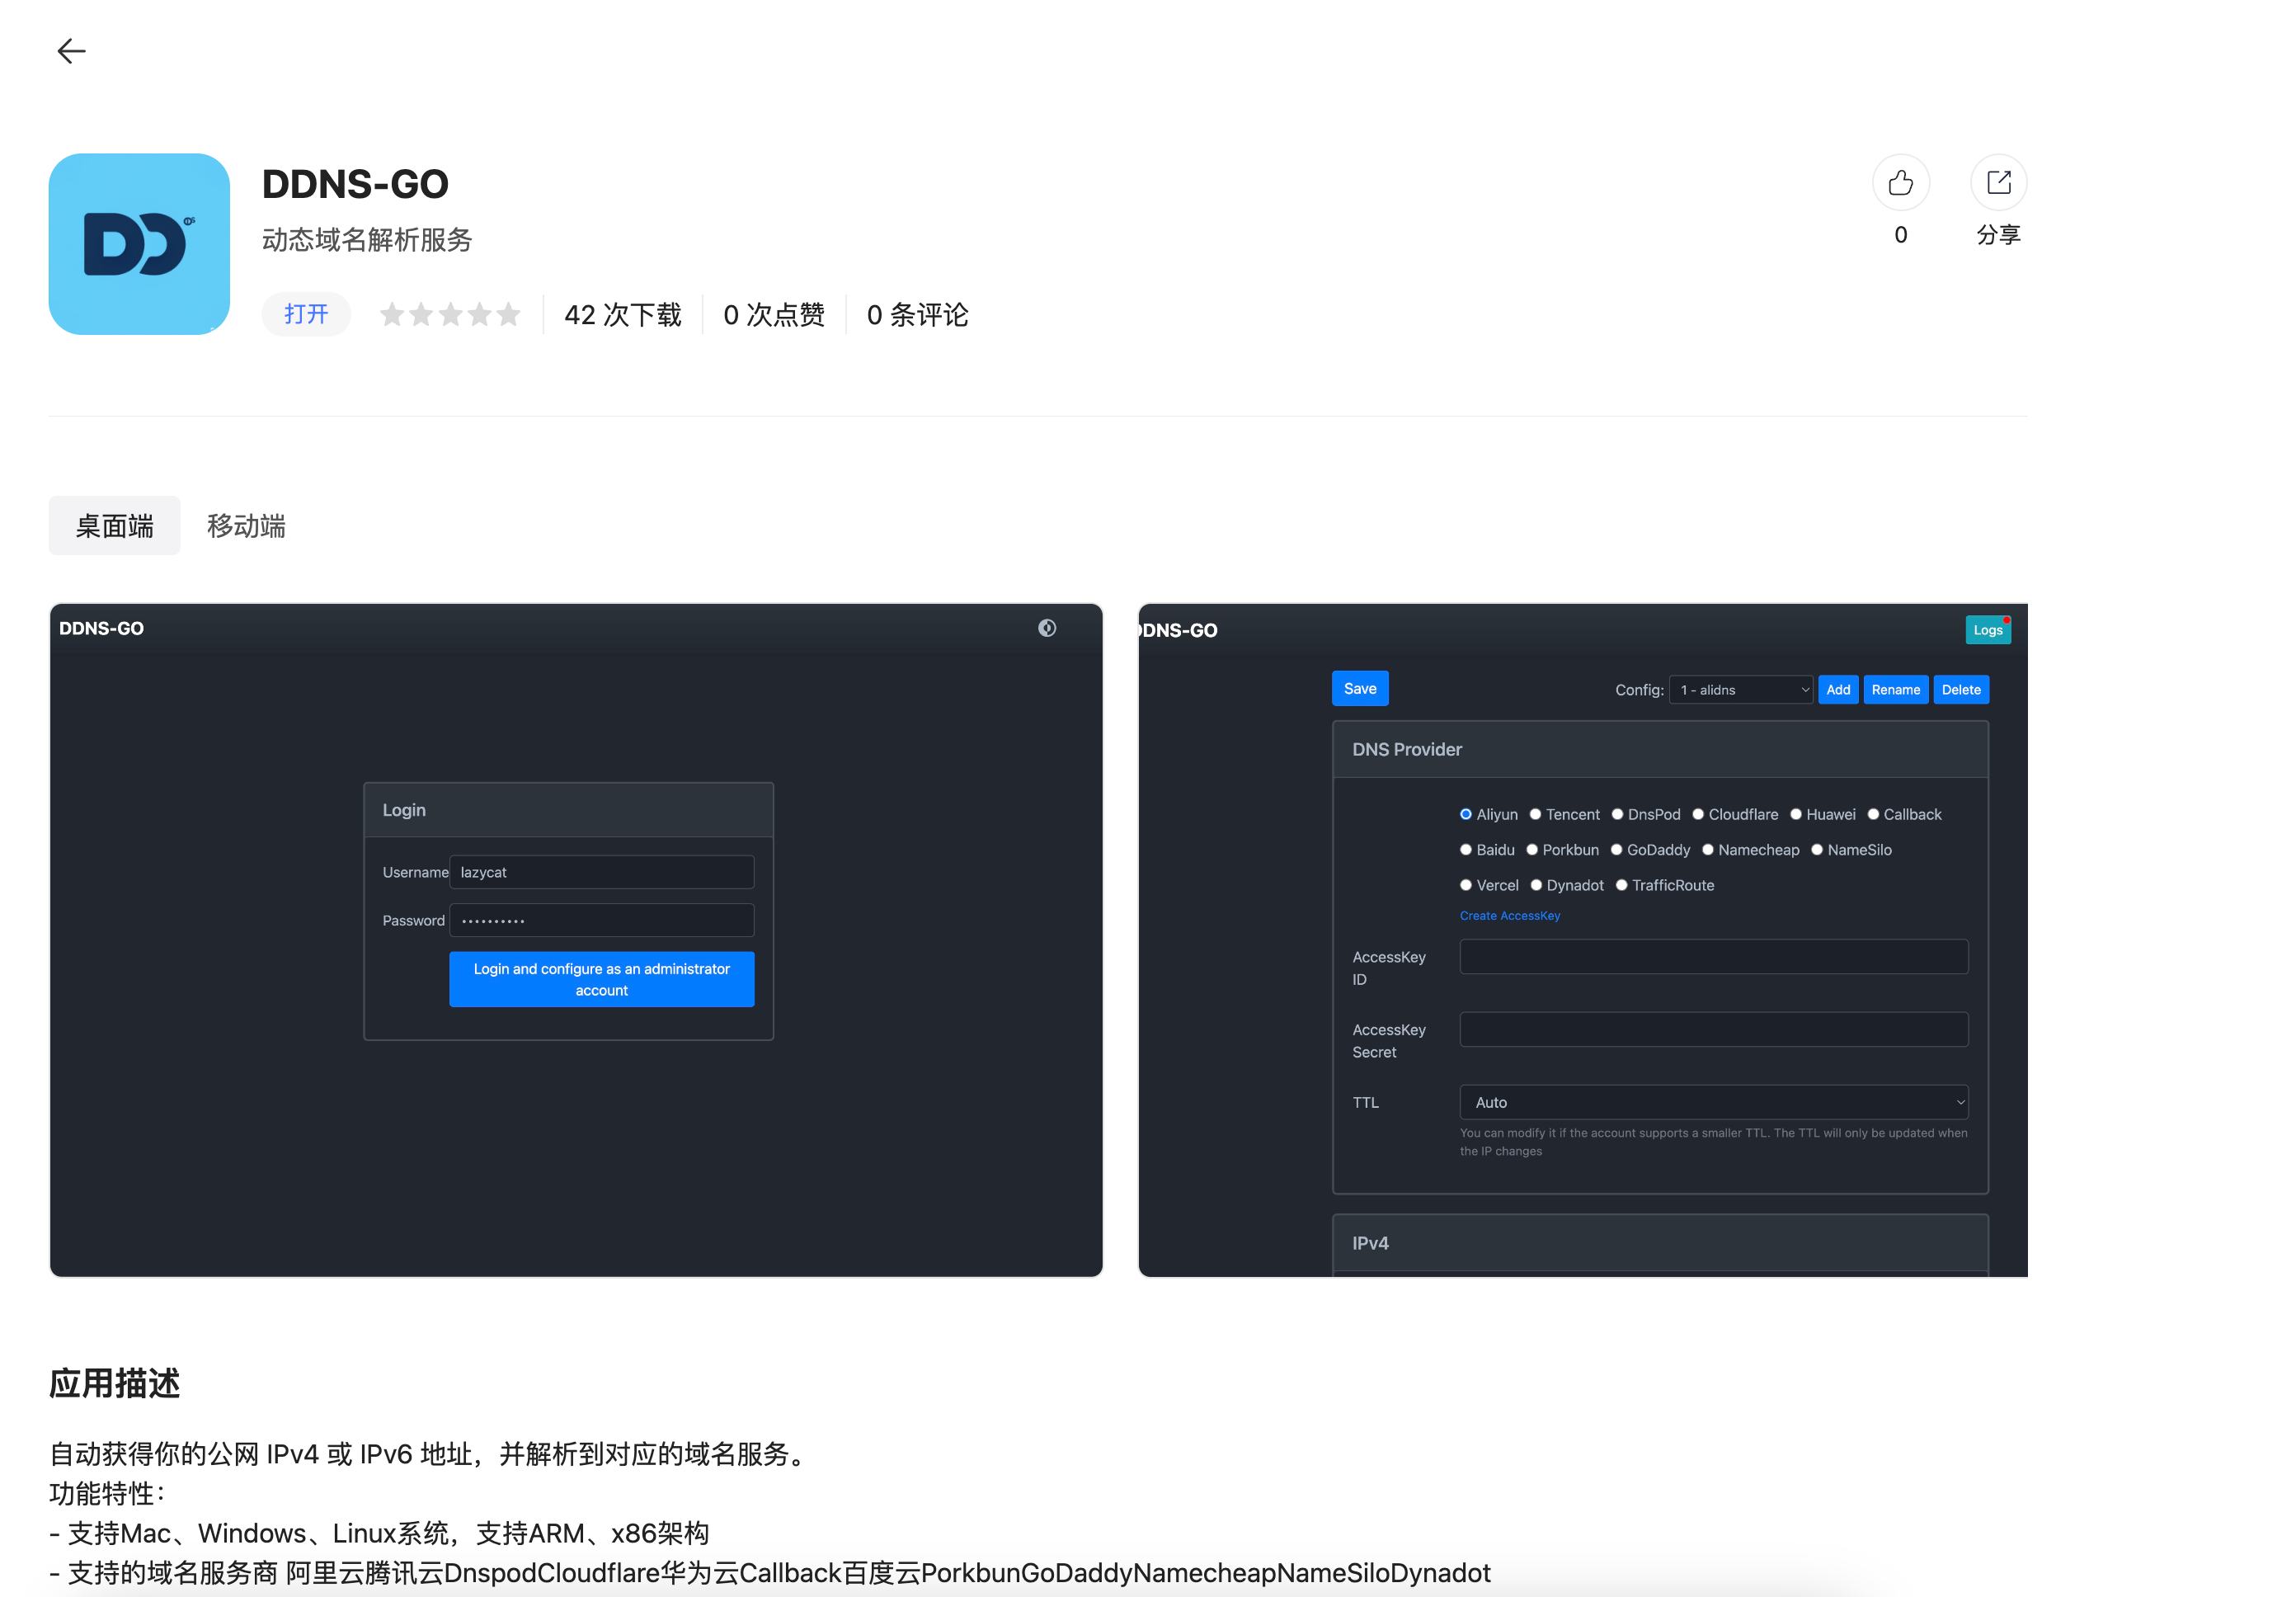 DDNS-GO
动态域名解析服务
打开
42 次下载
0 次点赞
0 条评论
0
分享
桌面端
移动端
DDNS-GO
Login
Username
lazycat
Password
••••••••••
Login and configure as an administrator
account
DDNS-GO
Logs
Save
Config:
1 - alidns
Add
Rename
Delete
DNS Provider
Aliyun Tencent DnsPod Cloudflare Huawei Callback
Baidu Porkbun GoDaddy Namecheap NameSilo
Vercel Dynadot TrafficRoute
Create AccessKey
AccessKey
ID
AccessKey
Secret
TTL
Auto
You can modify it if the account supports a smaller TTL. The TTL will only be updated when
the IP changes
IPv4
应用描述
自动获得你的公网 IPv4 或 IPv6 地址，并解析到对应的域名服务。
功能特性：
- 支持Mac、Windows、Linux系统，支持ARM、x86架构
- 支持的域名服务商 阿里云腾讯云DnspodCloudflare华为云Callback百度云PorkbunGoDaddyNamecheapNameSiloDynadot